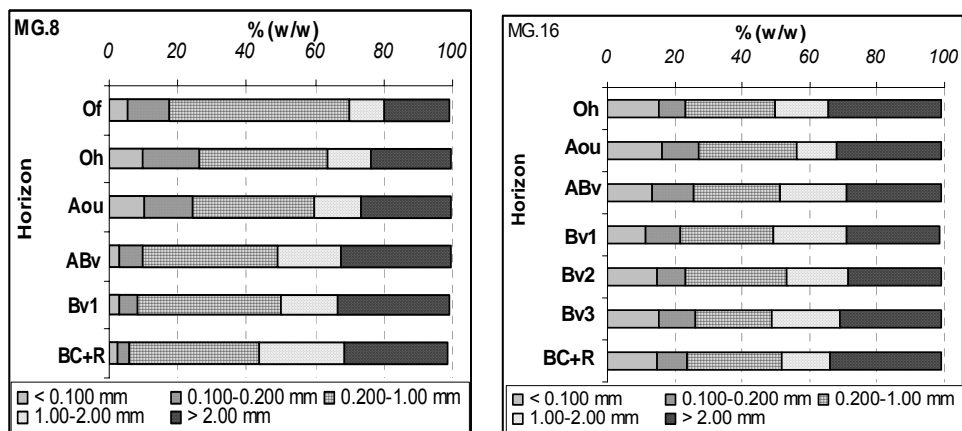 MG.8
% (w/w)
0 20 40 60 80 100
Horizon
Of
Oh
Aou
ABv
Bv1
BC+R
< 0.100 mm 0.100-0.200 mm 0.200-1.00 mm
1.00-2.00 mm > 2.00 mm
MG.16
% (w/w)
0 20 40 60 80 100
Horizon
Oh
Aou
ABv
Bv1
Bv2
Bv3
BC+R
< 0.100 mm 0.100-0.200 mm 0.200-1.00 mm
1.00-2.00 mm > 2.00 mm